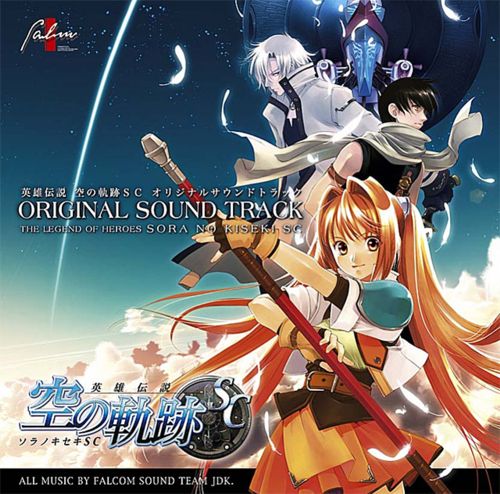 Falcom
英雄伝説 空の軌跡SC オリジナルサウンドトラック
ORIGINAL SOUND TRACK
THE LEGEND OF HEROES SORA NO KISEKI SC
英雄伝説
空の軌跡SC
ソラノキセキSC
ALL MUSIC BY FALCOM SOUND TEAM JDK.